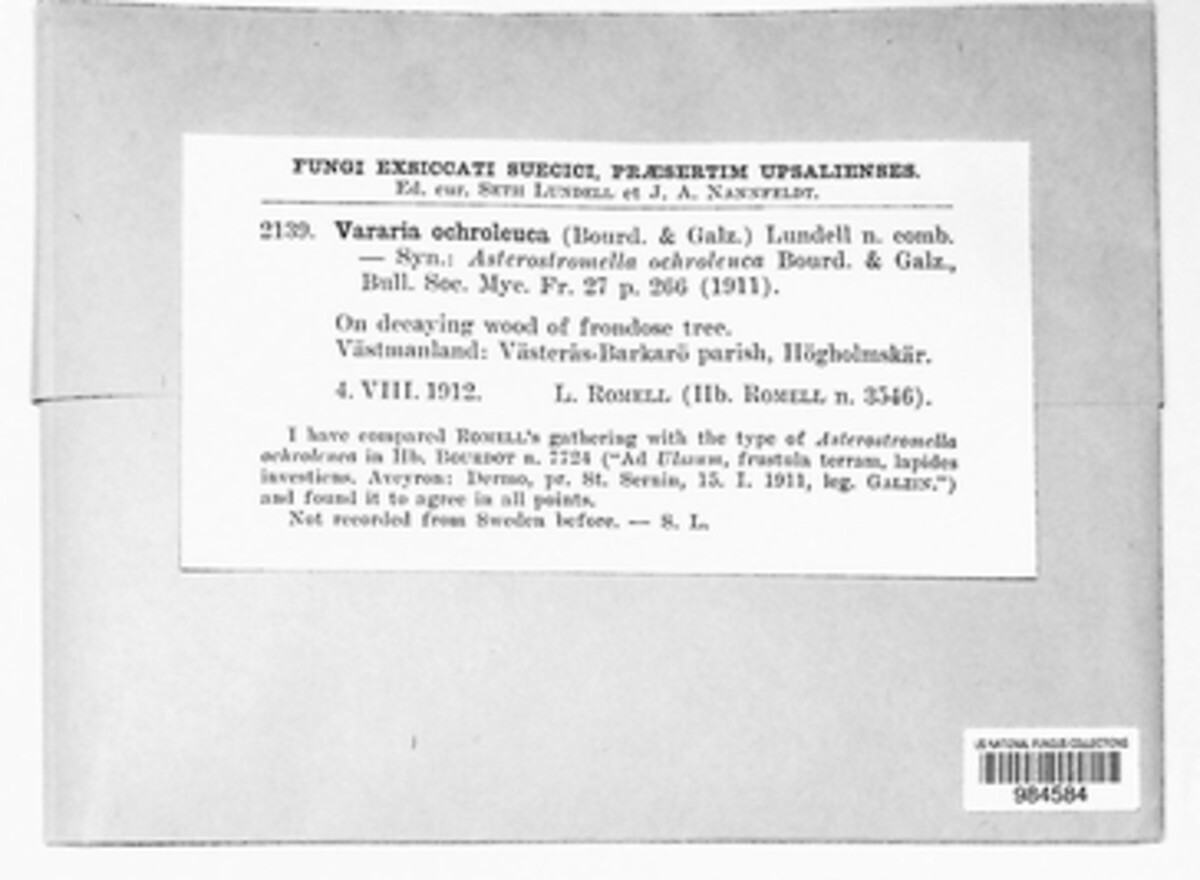 FUNGI EXSICCATI SUECICI, PRÆSERTIM UPSALIENSES.
Ed. cur. SETH LUNDELL et J. A. NANNFELDT.
2139. Vararia ochroleuca (Bourd. & Galz.) Lundell n. comb.
— Syn.: Asterostromella ochroleuca Bourd. & Galz.,
Bull. Soc. Myc. Fr. 27 p. 266 (1911).
On decaying wood of frondose tree.
Västmanland: Västerås-Barkarö parish, Högholmskär.
4. VIII. 1912. L. ROMELL (Hb. ROMELL n. 3546).
I have compared ROMELL's gathering with the type of Asterostromella
ochroleuca in Hb. BOURDOT n. 7724 ("Ad Ulmum, frustula terram, lapides
investiens. Aveyron: Dermo, pr. St. Sernin, 15. I. 1911, leg. GALZIN.")
and found it to agree in all points.
Not recorded from Sweden before. — S. L.
US NATIONAL FUNGUS COLLECTIONS
984584